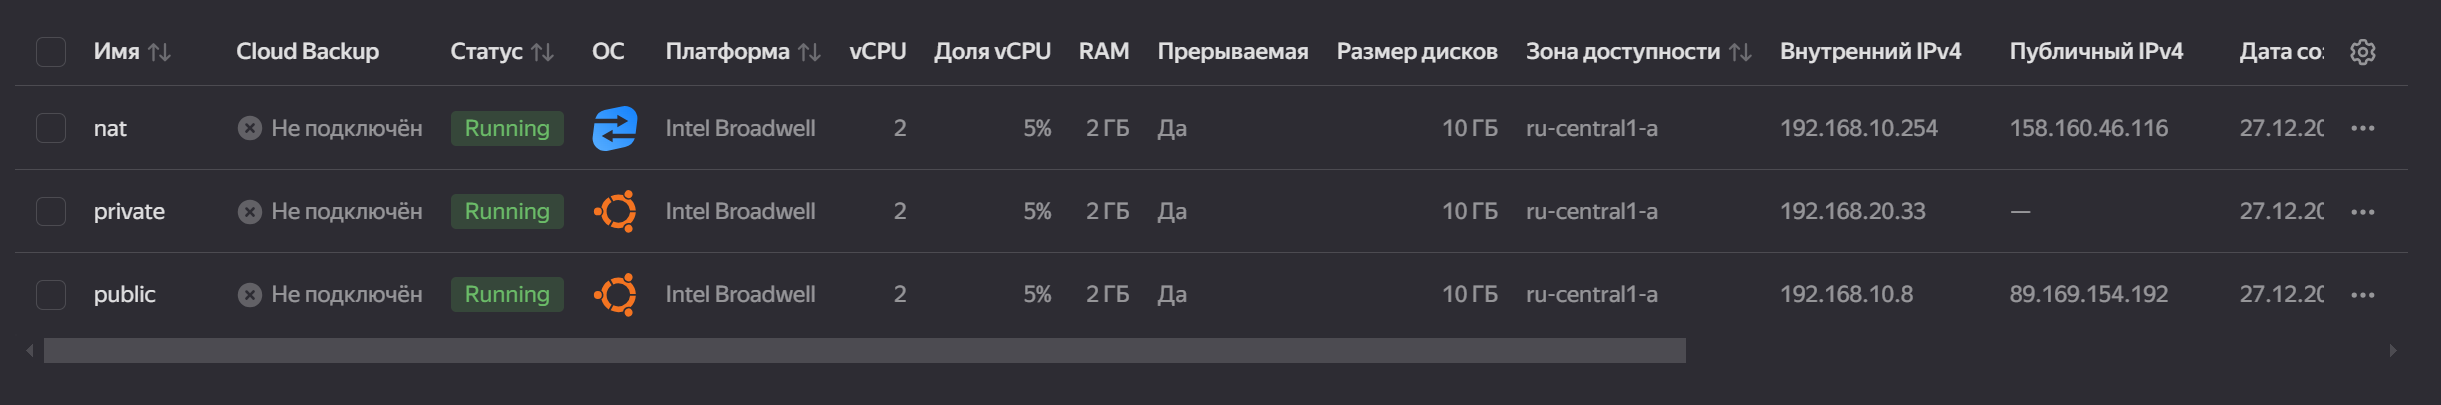 Имя Cloud Backup Статус ОС Платформа vCPU Доля vCPU RAM Прерываемая Размер дисков Зона доступности Внутренний IPv4 Публичный IPv4 Дата
nat Не подключён Running Intel Broadwell 2 5% 2 ГБ Да 10 ГБ ru-central1-a 192.168.10.254 158.160.46.116 27.12.20
private Не подключён Running Intel Broadwell 2 5% 2 ГБ Да 10 ГБ ru-central1-a 192.168.20.33 — 27.12.20
public Не подключён Running Intel Broadwell 2 5% 2 ГБ Да 10 ГБ ru-central1-a 192.168.10.8 89.169.154.192 27.12.20